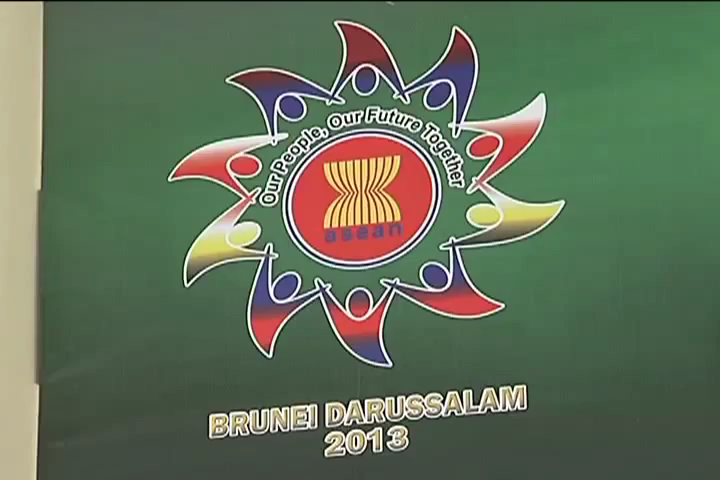 Our People, Our Future Together
asean
BRUNEI DARUSSALAM
2013